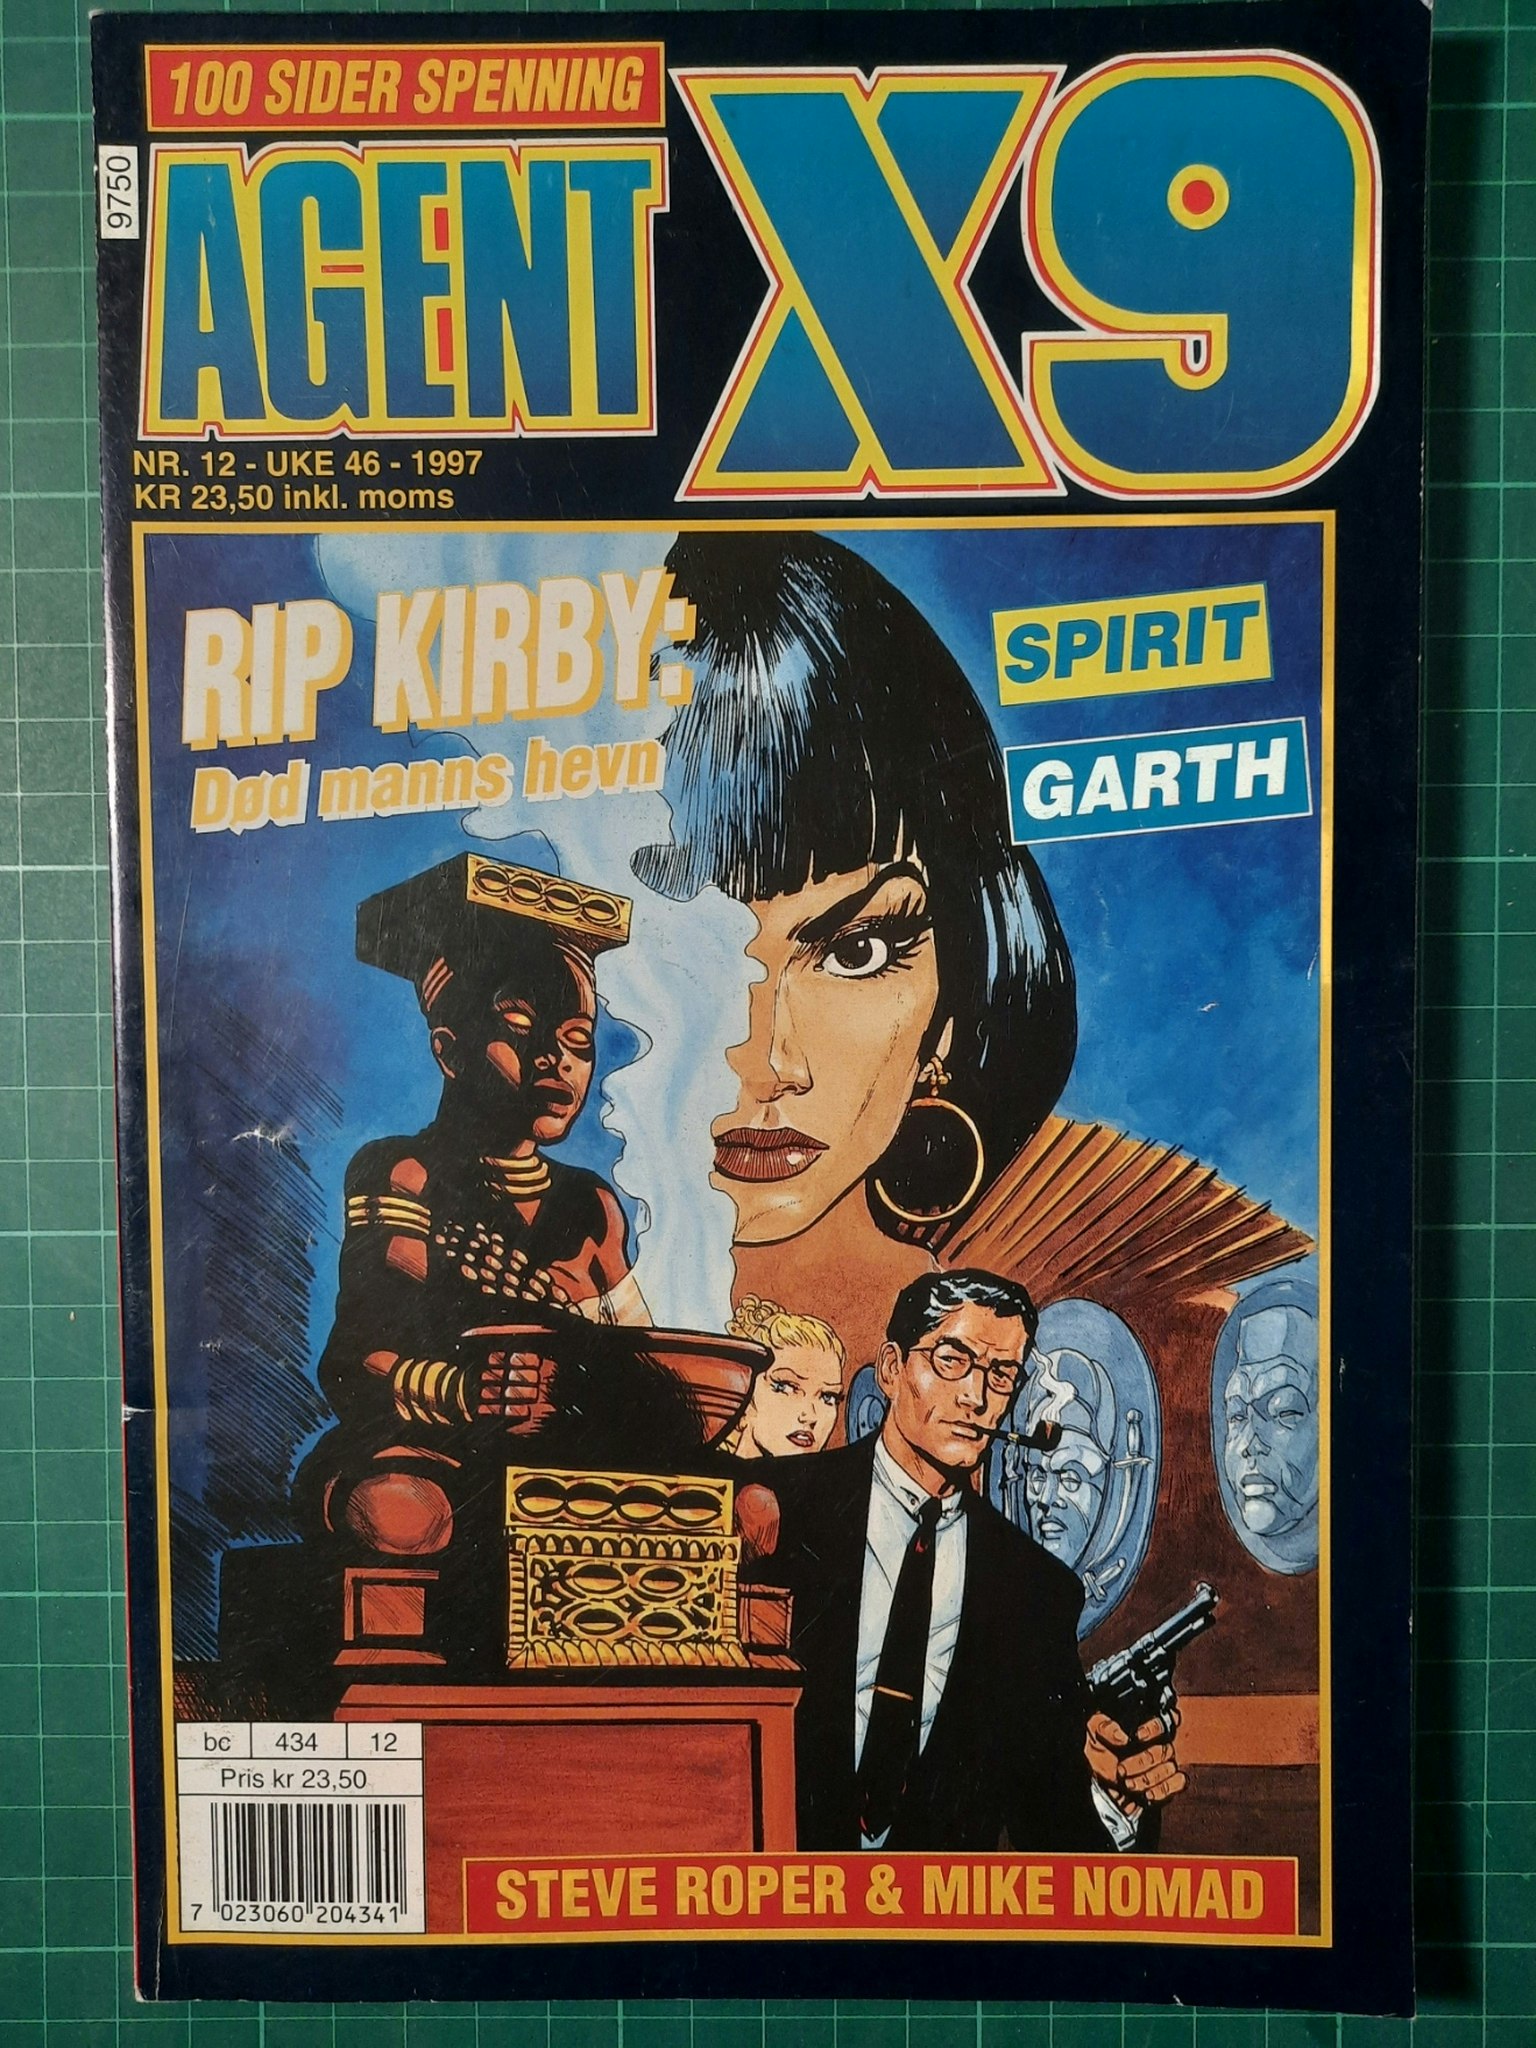 100 SIDER SPENNING
AGENT X9
9750
NR. 12 - UKE 46 - 1997
KR 23,50 inkl. moms
RIP KIRBY:
Død manns hevn
SPIRIT
GARTH
bc 434 12
Pris kr 23,50
7 023060 204341
STEVE ROPER & MIKE NOMAD